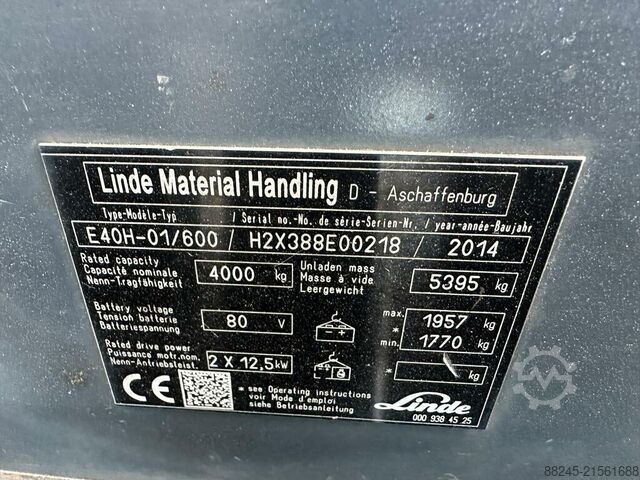 Linde Material Handling D - Aschaffenburg
Type-Modèle-Typ / Serial no.-No. de série-Serien-Nr. / year-année-Baujahr
E40H-01/600 / H2X388E00218 / 2014
Rated capacity
Capacité nominale
Nenn-Tragfähigkeit
4000 kg
Unladen mass
Masse à vide
Leergewicht
5395 kg
Battery voltage
Tension batterie
Batteriespannung
80 V
- +
max. 1957 kg
*
min. 1770 kg
Rated drive power
Puissance motr.nom.
Nenn-Antriebsleist.
2 X 12,5 kW
* kg
CE
* see Operating instructions
voir Mode d'emploi
siehe Betriebsanleitung
Linde
000 938 45 25
88245-21561688